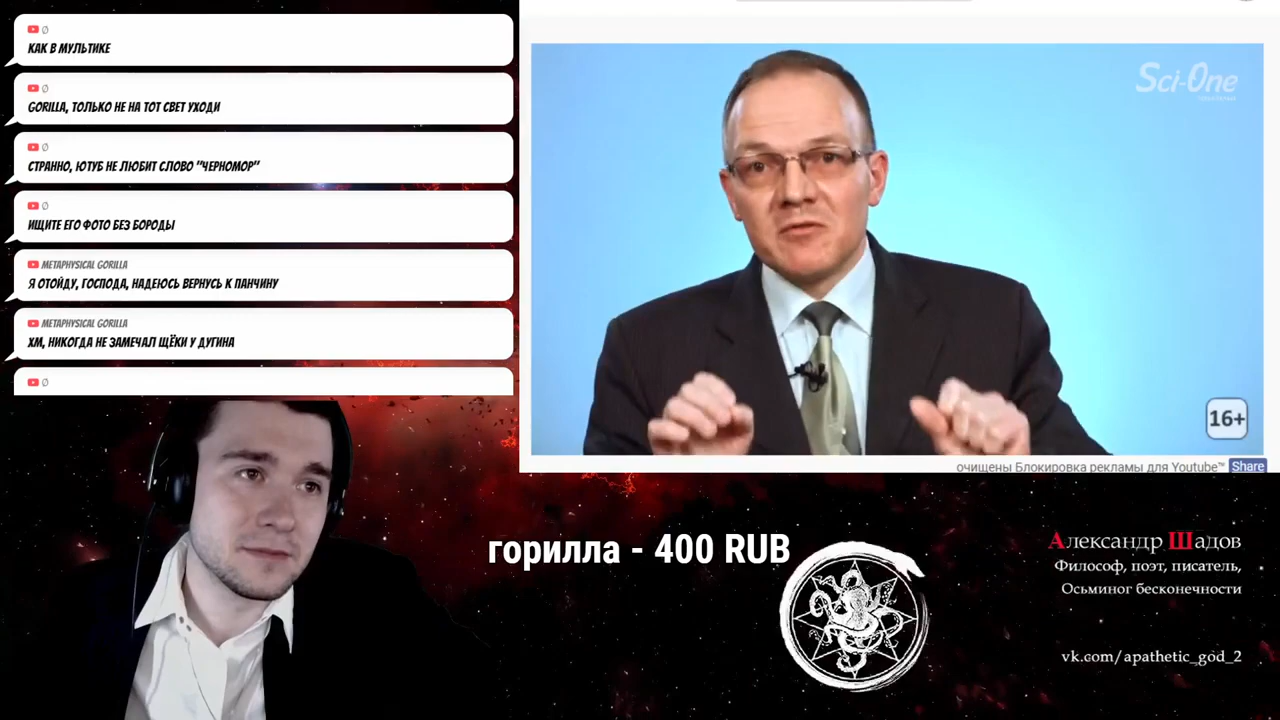 Ø
КАК В МУЛЬТИКЕ
Ø
GORILLA, ТОЛЬКО НЕ НА ТОТ СВЕТ УХОДИ
Ø
СТРАННО, ЮТУБ НЕ ЛЮБИТ СЛОВО "ЧЕРНОМОР"
Ø
ИЩИТЕ ЕГО ФОТО БЕЗ БОРОДЫ
METAPHYSICAL GORILLA
Я ОТОЙДУ, ГОСПОДА, НАДЕЮСЬ ВЕРНУСЬ К ПАНЧИНУ
METAPHYSICAL GORILLA
ХМ, НИКОГДА НЕ ЗАМЕЧАЛ ЩЁКИ У ДУГИНА
Ø
Sci-One
16+
очищены Блокировка рекламы для Youtube™ Share
горилла - 400 RUB
Александр Шадов
Философ, поэт, писатель,
Осьминог бесконечности
vk.com/apathetic_god_2